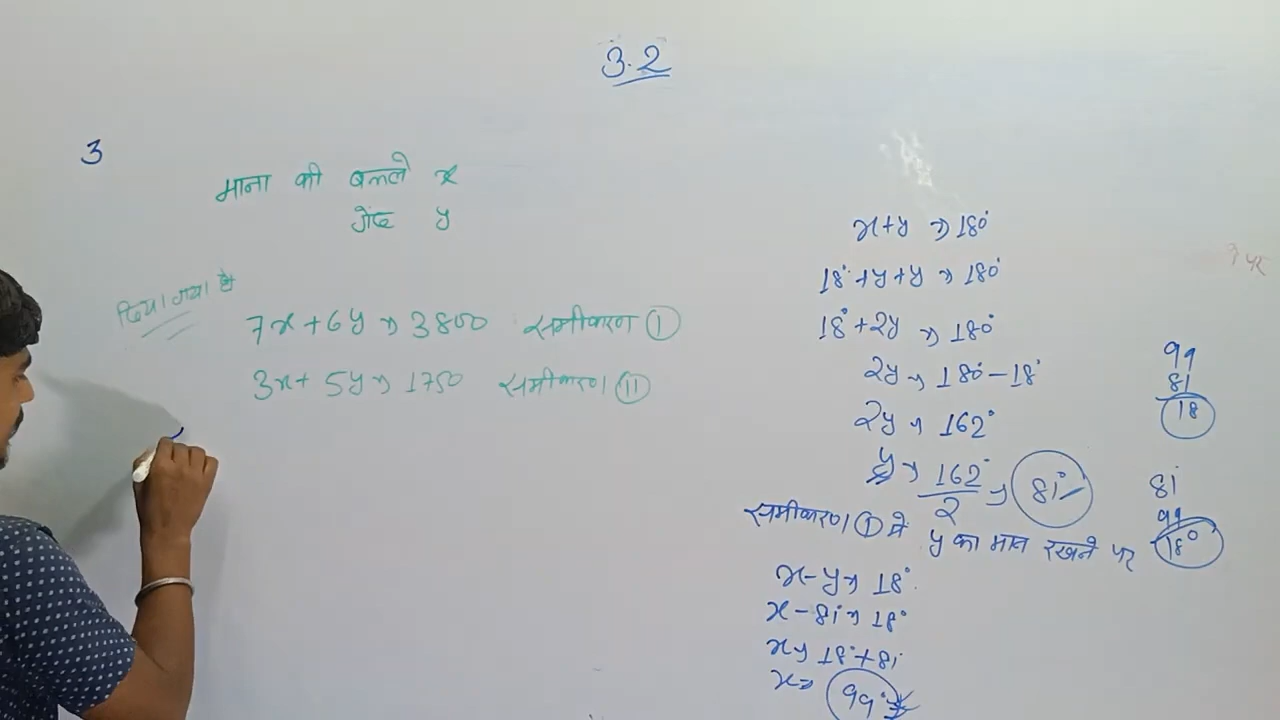 3.2
3
माना की बल्ले x
गेंद y
दिया गया है
7x + 6y ⇒ 3800 समीकरण (I)
3x + 5y ⇒ 1750 समीकरण (II)
x+y ⇒ 180°
18° + y + y ⇒ 180°
18° + 2y ⇒ 180°
2y ⇒ 180° - 18°
2y ⇒ 162°
y ⇒ 162°/2 ⇒ 81°
समीकरण (I) में y का मान रखने पर
x - y ⇒ 18°
x - 81° ⇒ 18°
x ⇒ 18° + 81°
x ⇒ 99°
99
81
18
81
99
180